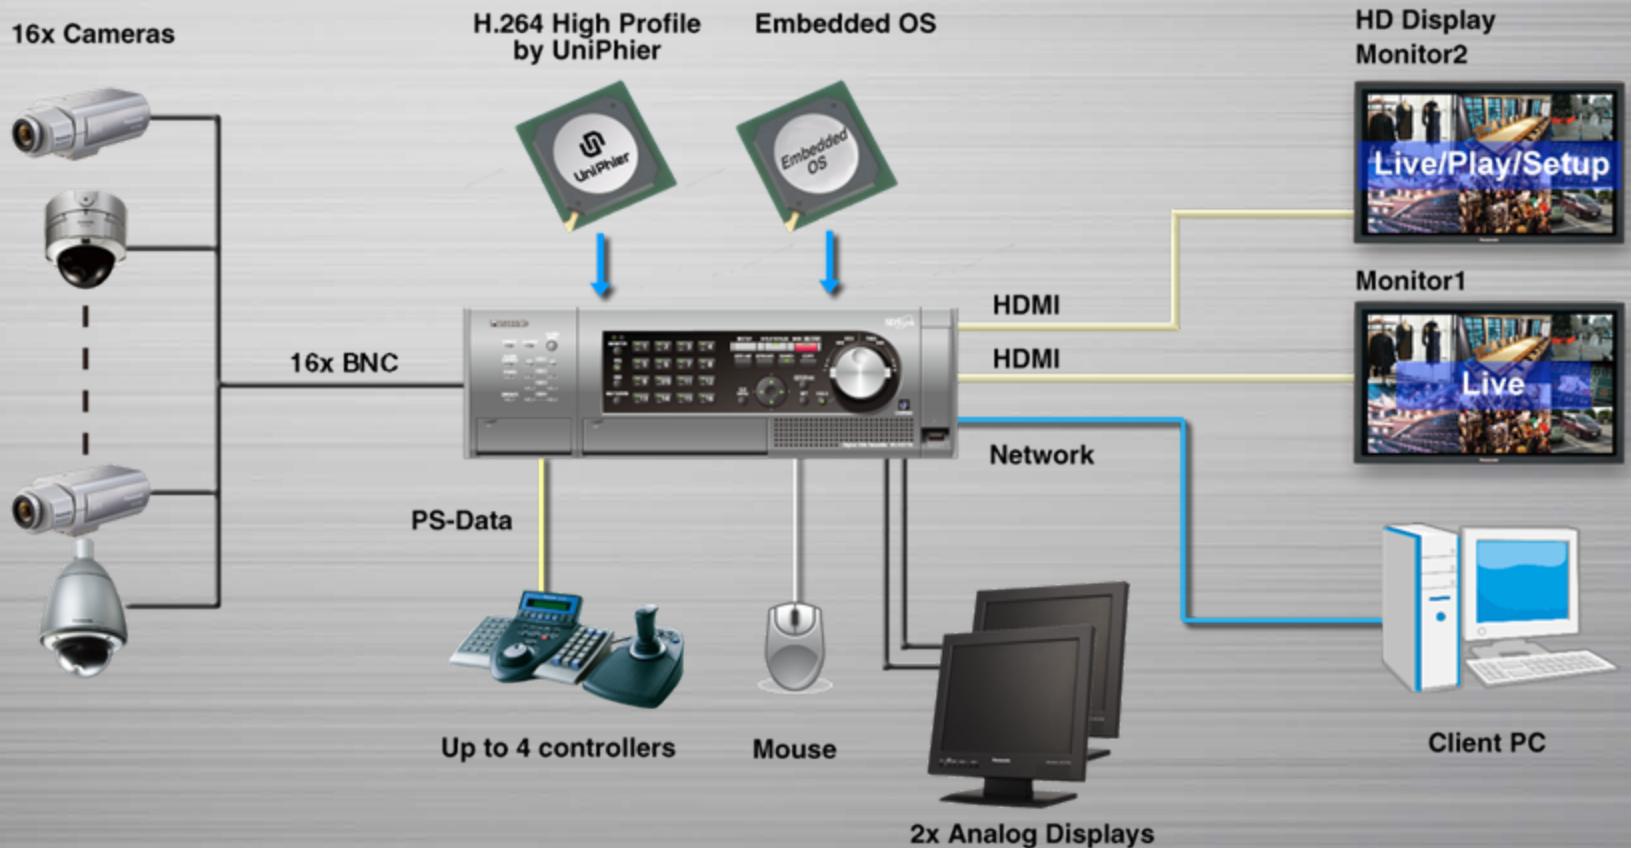 16x Cameras
H.264 High Profile
by UniPhier
Embedded OS
HD Display
Monitor2
UniPhier
Embedded
OS
Live/Play/Setup
Monitor1
HDMI
HDMI
Live
16x BNC
Network
PS-Data
Up to 4 controllers
Mouse
Client PC
2x Analog Displays